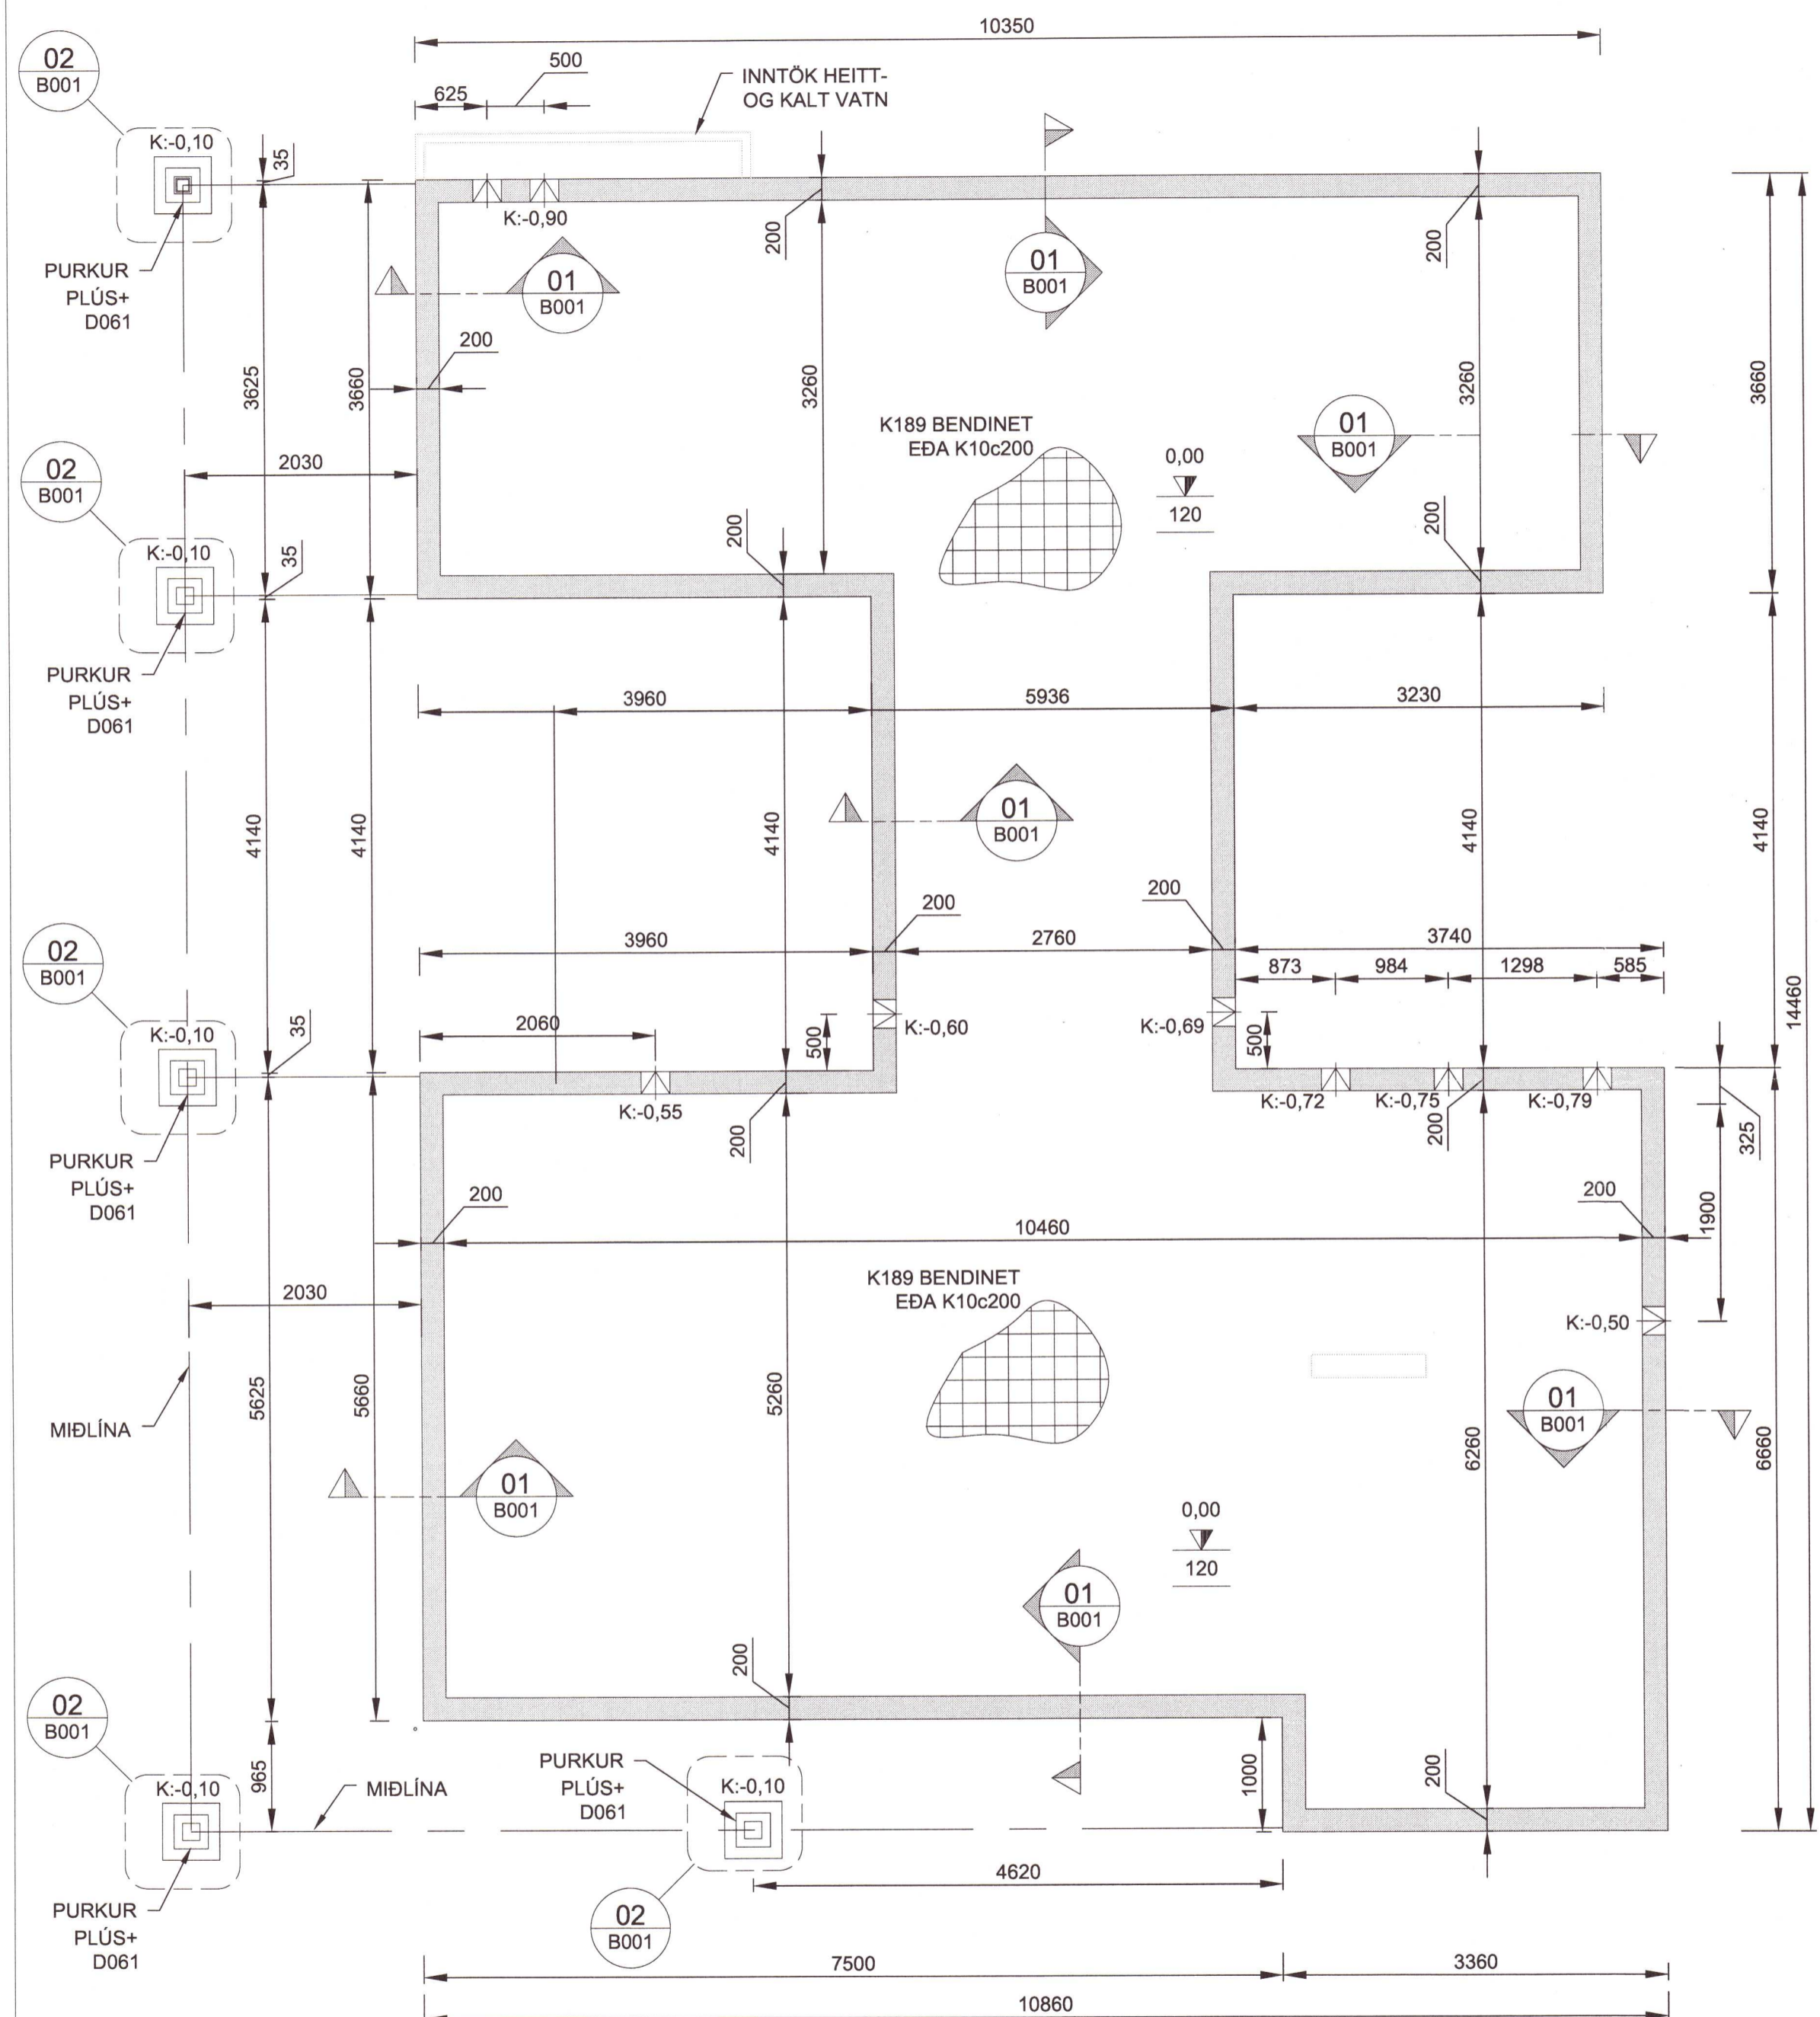 10350
02
B001
500
INNTÖK HEITT-
OG KALT VATN
625
K:-0,10
35
K:-0,90
200
200
PURKUR
PLÚS+
D061
01
B001
01
B001
200
3625
3660
3260
3260
3660
K189 BENDINET
EÐA K10c200
01
B001
0,00
120
02
B001
2030
200
200
K:-0,10
35
PURKUR
PLÚS+
D061
3960
5936
3230
4140
4140
4140
01
B001
4140
4140
200
200
02
B001
3960
2760
3740
873
984
1298
585
14460
K:-0,10
35
2060
500
K:-0,60
K:-0,69
500
K:-0,55
K:-0,72
K:-0,75
K:-0,79
200
200
325
PURKUR
PLÚS+
D061
200
200
1900
10460
K189 BENDINET
EÐA K10c200
2030
K:-0,50
MIÐLÍNA
5625
5660
5260
6260
6660
01
B001
01
B001
0,00
120
01
B001
200
02
B001
965
K:-0,10
MIÐLÍNA
PURKUR
PLÚS+
D061
K:-0,10
1000
200
4620
PURKUR
PLÚS+
D061
02
B001
7500
3360
10860